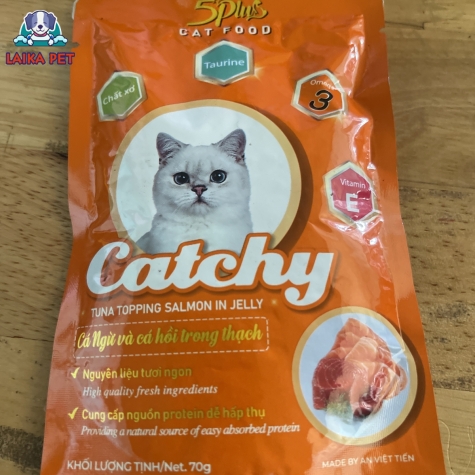 LAIKA PET
5Plus
CAT FOOD
Taurine
Chất xơ
3
Vitamin
E
Catchy
TUNA TOPPING SALMON IN JELLY
Cá Ngừ và cá hồi trong thạch
Nguyên liệu tươi ngon
High quality fresh ingredients
Cung cấp nguồn protein dễ hấp thụ
Providing a natural source of easy absorbed protein
KHỐI LƯỢNG TỊNH/Net. 70g
MADE BY AN VIỆT TIẾN